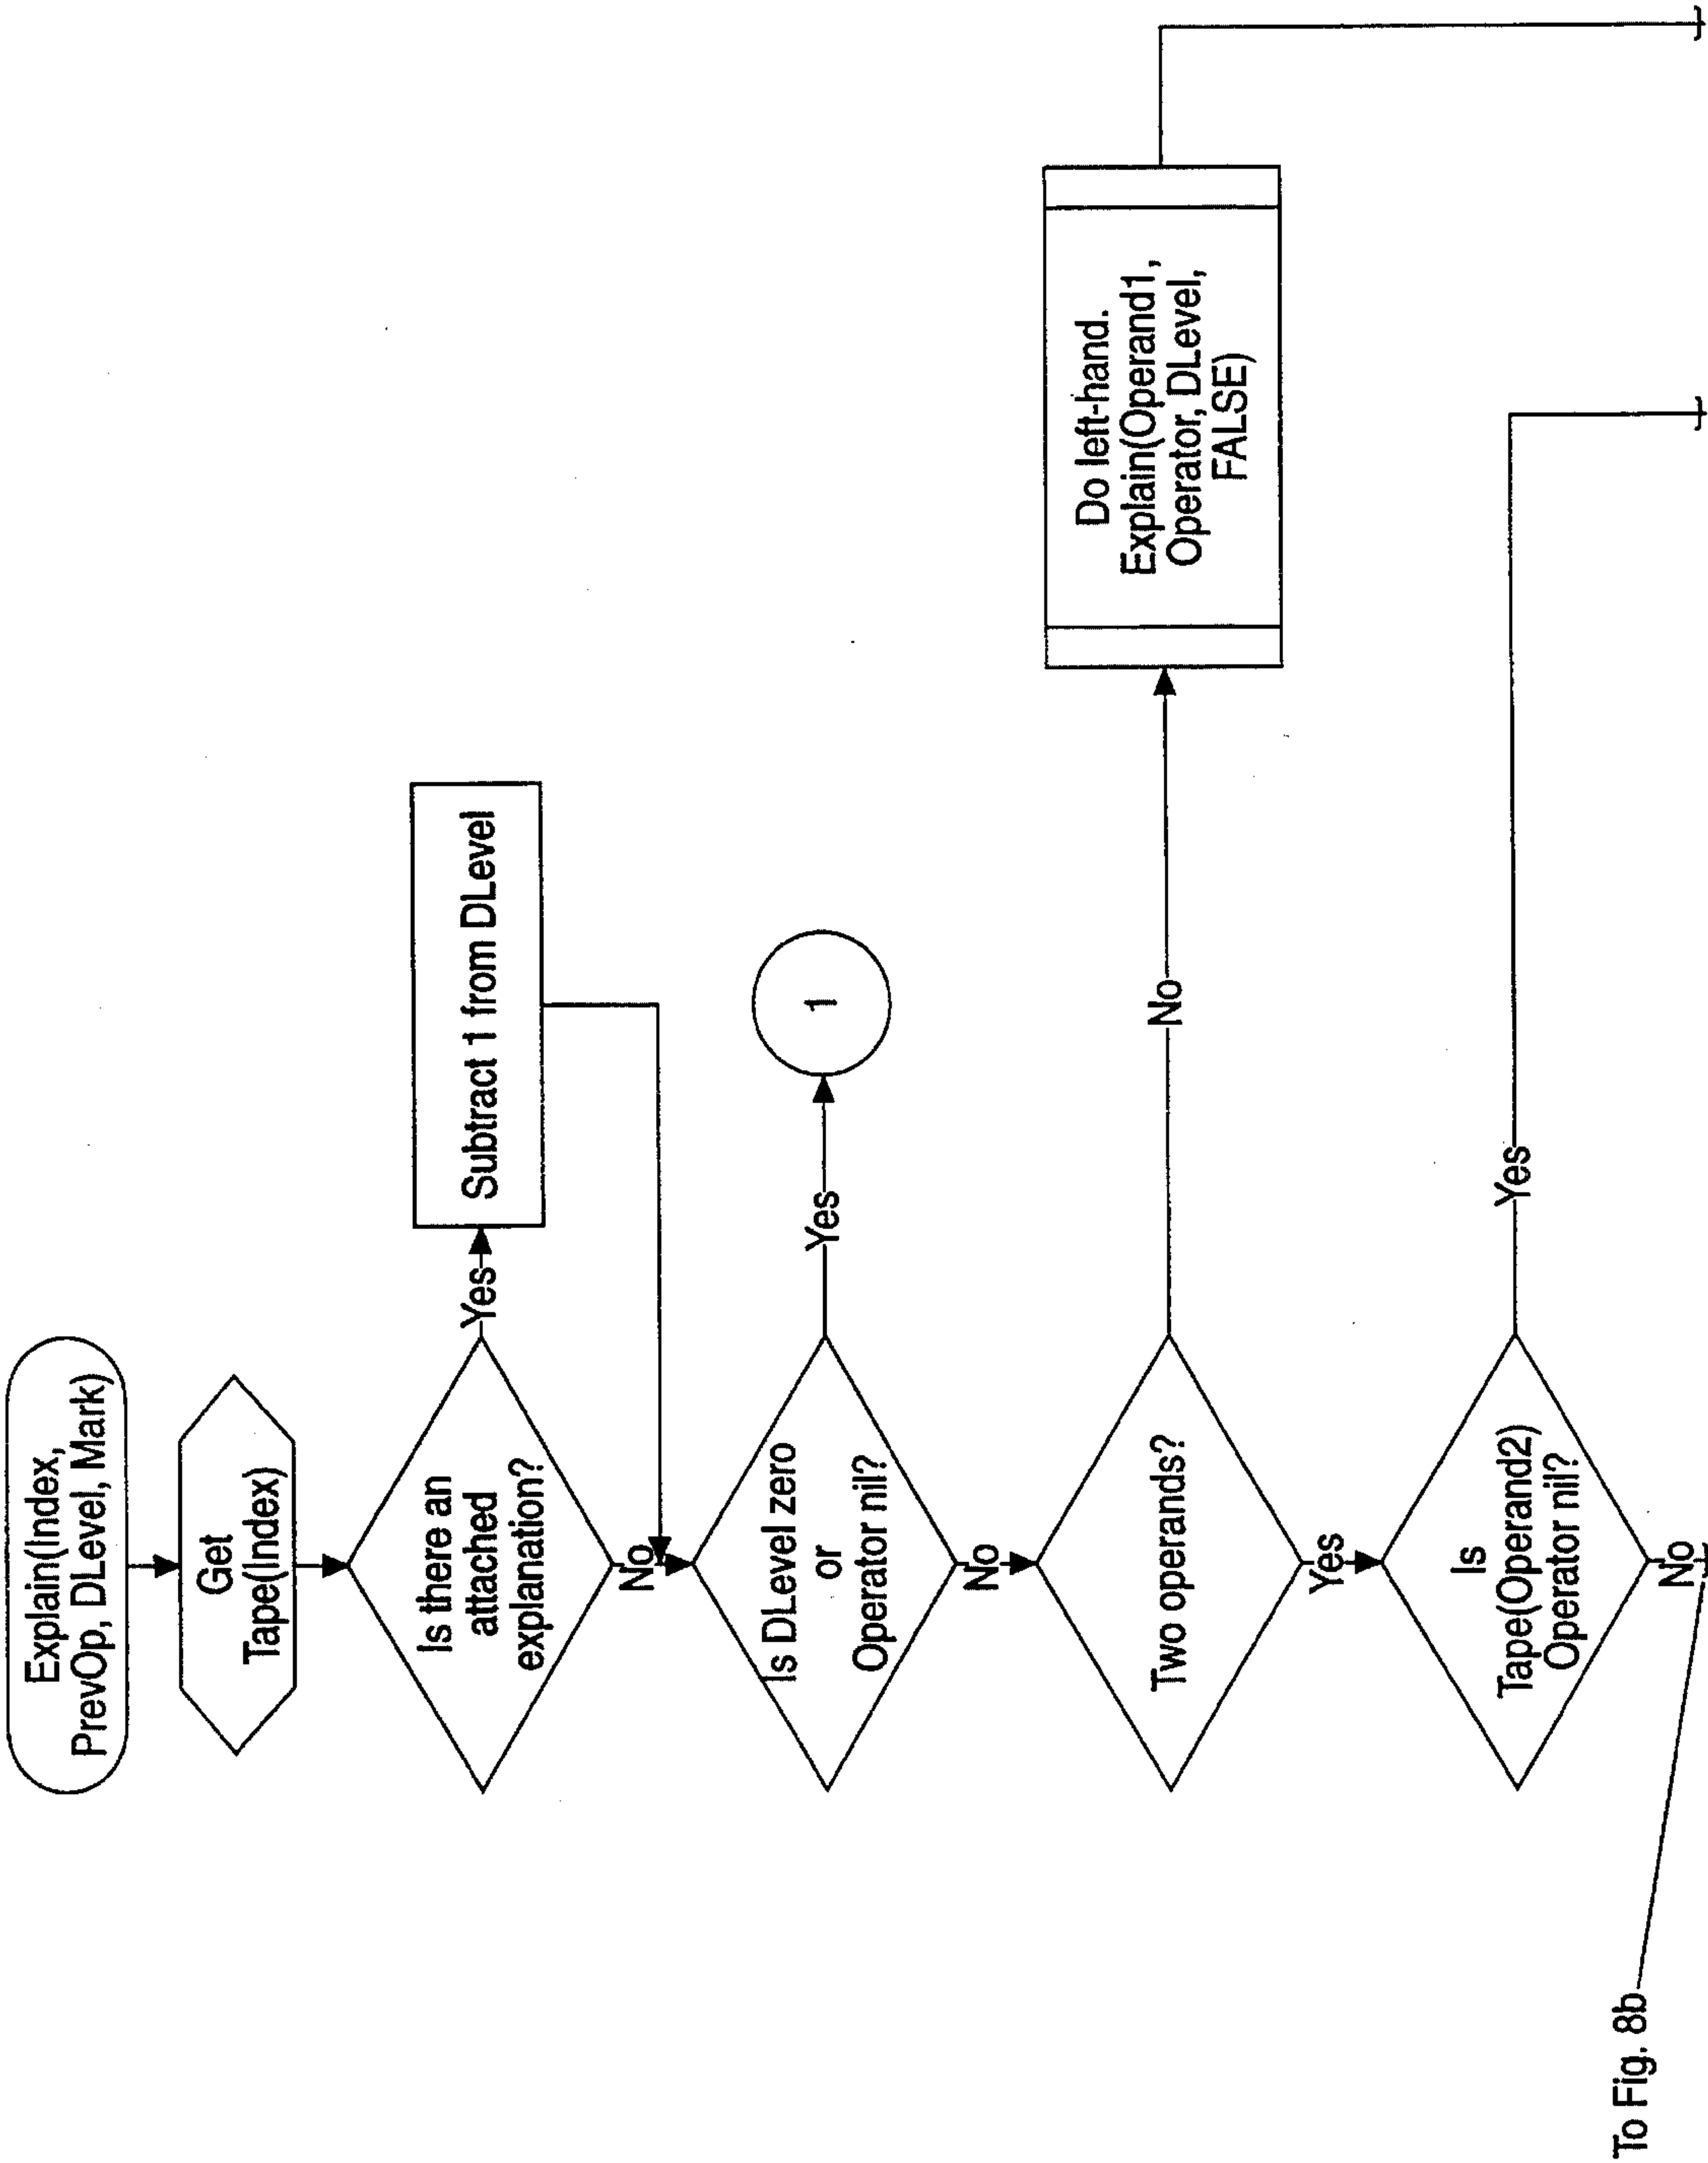 Explain(Index,
PrevOp, DLevel, Mark)
Get
Tape(Index)
Is there an
attached
explanation?
Yes
Subtract 1 from DLevel
No
Is DLevel zero
or
Operator nil?
Yes
1
No
Two operands?
No
Do left-hand.
Explain(Operand1,
Operator, DLevel,
FALSE)
Yes
Is
Tape(Operand2)
Operator nil?
Yes
No
To Fig. 8b